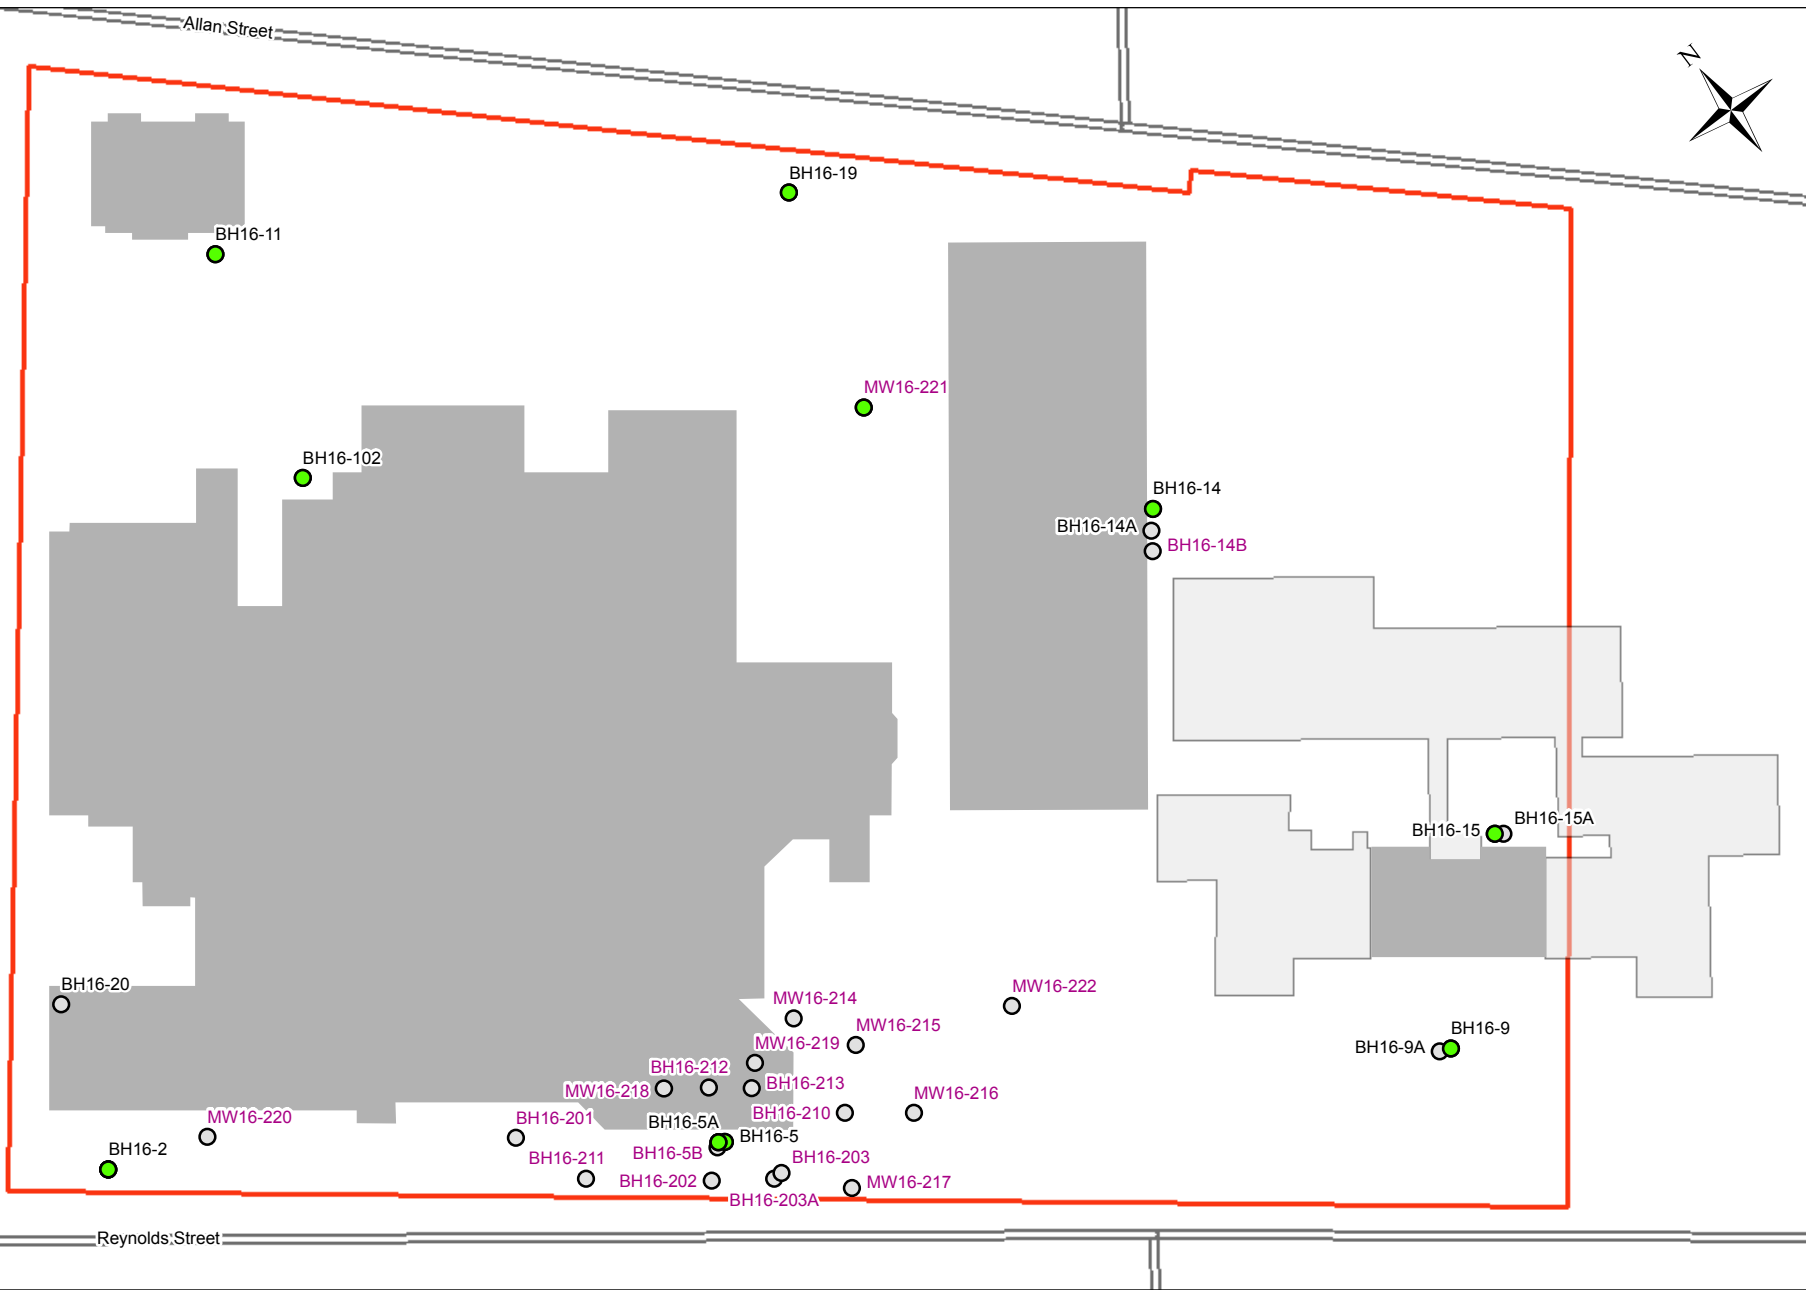 Allan Street
N
BH16-19
BH16-11
MW16-221
BH16-102
BH16-14
BH16-14A
BH16-14B
BH16-15A
BH16-15
BH16-20
MW16-222
MW16-214
MW16-215
BH16-9
BH16-9A
MW16-219
BH16-212
BH16-213
MW16-218
MW16-216
BH16-210
MW16-220
BH16-201
BH16-5A
BH16-5
BH16-2
BH16-5B
BH16-211
BH16-203
BH16-202
MW16-217
BH16-203A
Reynolds Street